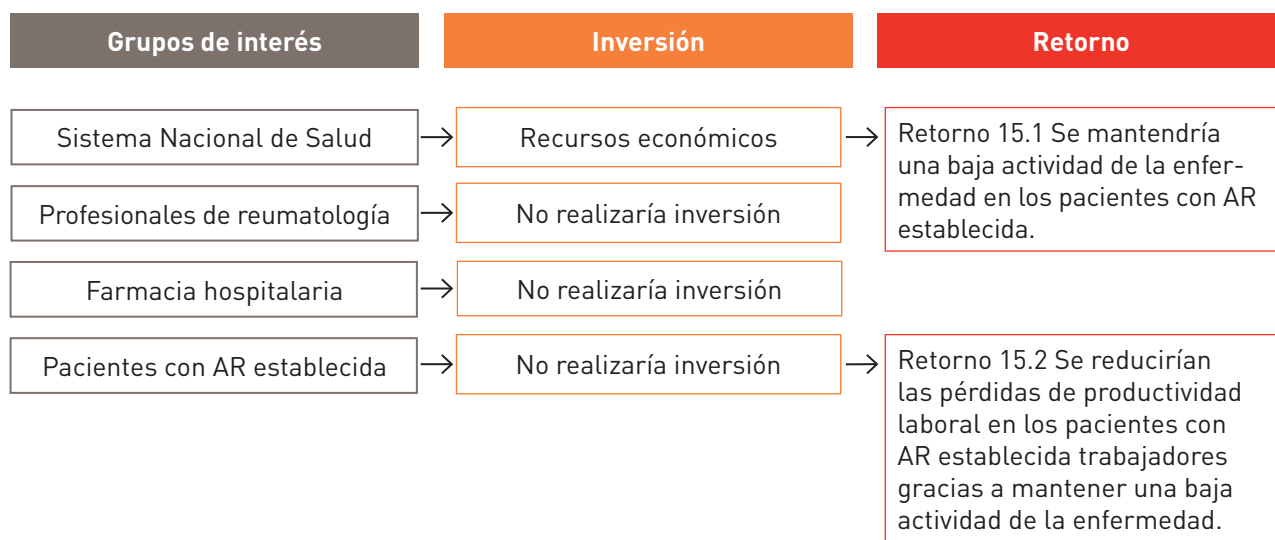 Grupos de interés
Inversión
Retorno
Sistema Nacional de Salud
Recursos económicos
Retorno 15.1 Se mantendría
una baja actividad de la enfer-
medad en los pacientes con AR
establecida.
Profesionales de reumatología
No realizaría inversión
Farmacia hospitalaria
No realizaría inversión
Pacientes con AR establecida
No realizaría inversión
Retorno 15.2 Se reducirían
las pérdidas de productividad
laboral en los pacientes con
AR establecida trabajadores
gracias a mantener una baja
actividad de la enfermedad.